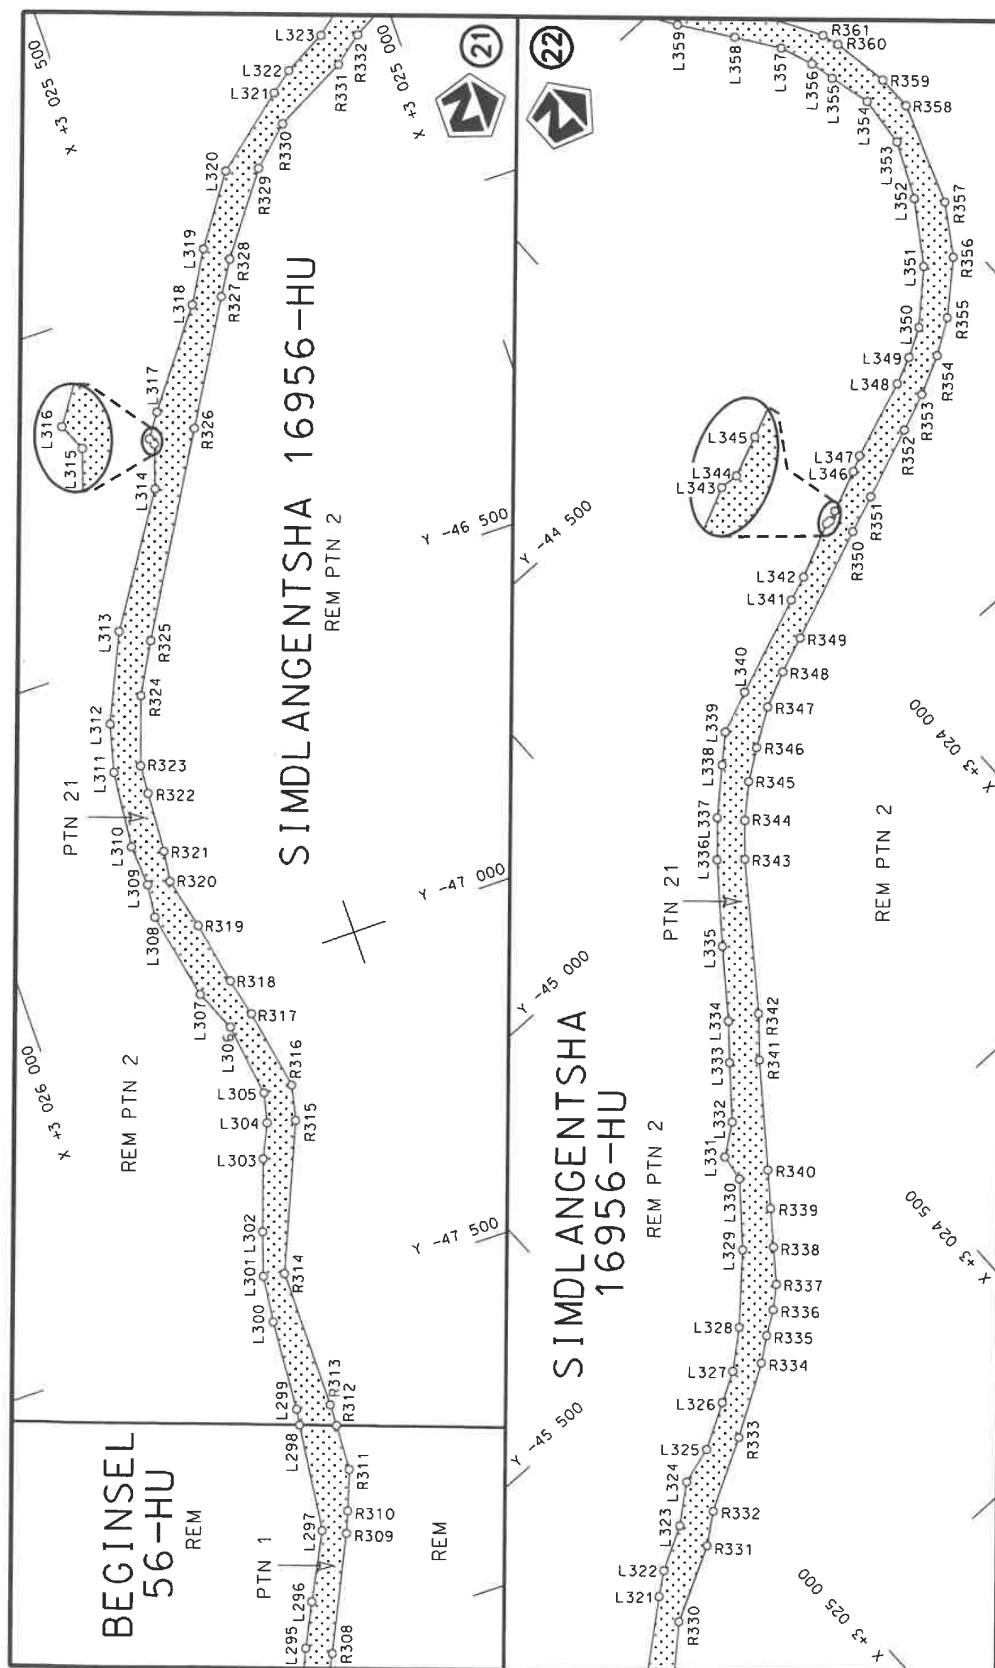 21
X +3 025 500
X +3 025 000
L323
R332
L322
R331
L321
R330
L320
R329
L319
R328
L318
R327
L317
L316
L315
R326
L314
Y -46 500
SIMDLANGENTSHA 16956-HU
REM PTN 2
L313
R325
R324
L312
L311
R323
R322
PTN 21
L310
R321
L309
R320
L308
R319
Y -47 000
R318
L307
R317
L306
X +3 026 000
REM PTN 2
L305
R316
L304
R315
L303
L302
Y -47 500
L301
R314
L300
L299
R313
R312
L298
R311
BEGINSEL
56-HU
REM
R310
L297
R309
PTN 1
REM
L296
L295
R308
22
L359
R361
R360
L358
L357
L356
L355
R359
L354
R358
L353
L352
R357
R356
L351
R355
L350
L349
R354
L348
R353
R352
L347
L346
L345
L344
L343
R351
R350
Y -44 500
L342
L341
R349
R348
L340
R347
L339
R346
L338
R345
X +3 024 000
L337
R344
L336
R343
PTN 21
REM PTN 2
L335
Y -45 000
L334
R342
L333
R341
L332
SIMDLANGENTSHA
16956-HU
REM PTN 2
L331
L330
R340
R339
L329
R338
X +3 024 500
R337
R336
L328
R335
R334
L327
L326
R333
L325
Y -45 500
L324
R332
L323
R331
L322
L321
R330
X +3 025 000